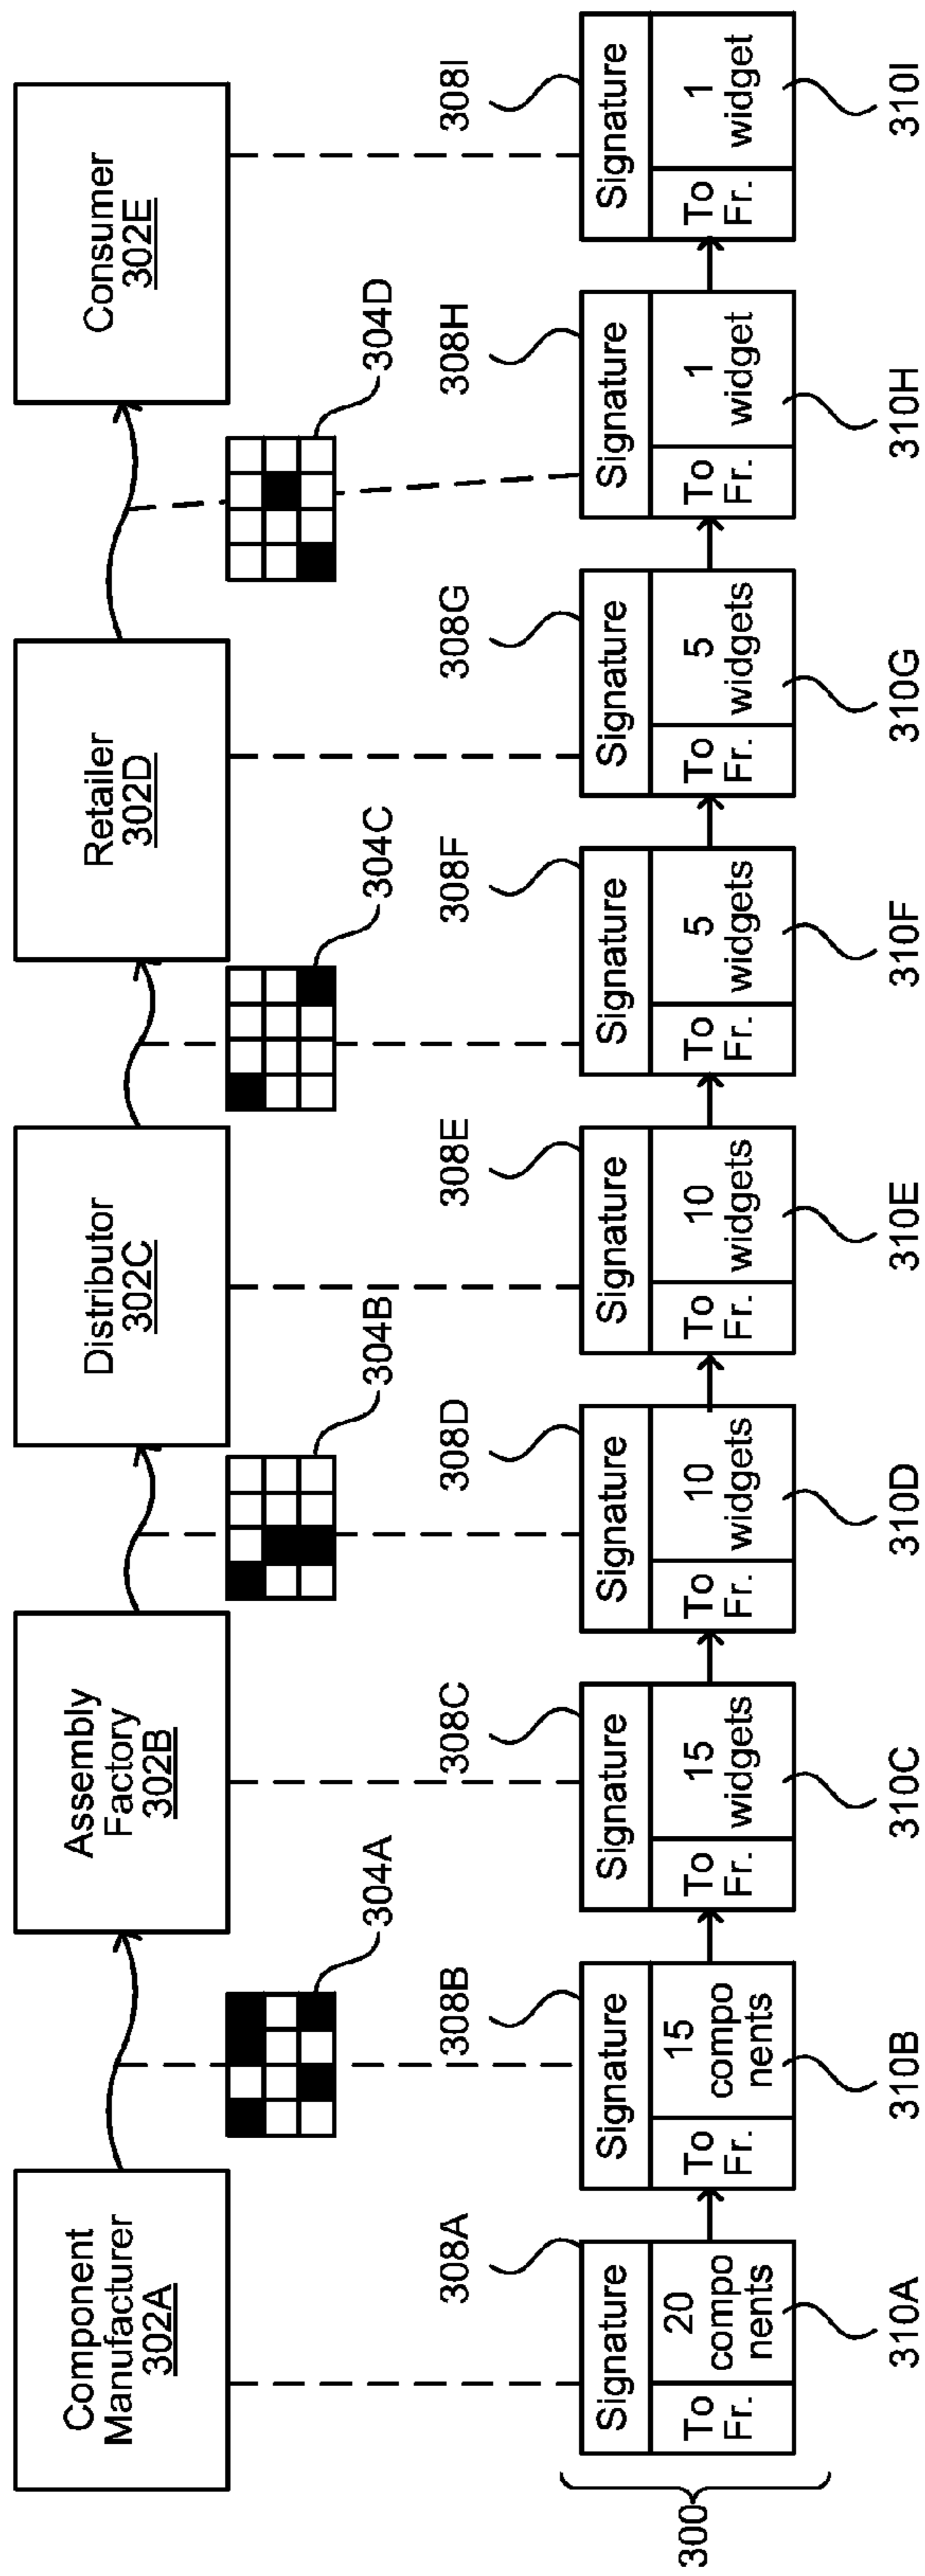 Component
Manufacturer
302A
Assembly
Factory
302B
Distributor
302C
Retailer
302D
Consumer
302E
304A
304B
304C
304D
308A
308B
308C
308D
308E
308F
308G
308H
308I
300
Signature
To
Fr.
20
compo
nents
Signature
To
Fr.
15
compo
nents
Signature
To
Fr.
15
widgets
Signature
To
Fr.
10
widgets
Signature
To
Fr.
10
widgets
Signature
To
Fr.
5
widgets
Signature
To
Fr.
5
widgets
Signature
To
Fr.
1
widget
Signature
To
Fr.
1
widget
310A
310B
310C
310D
310E
310F
310G
310H
310I